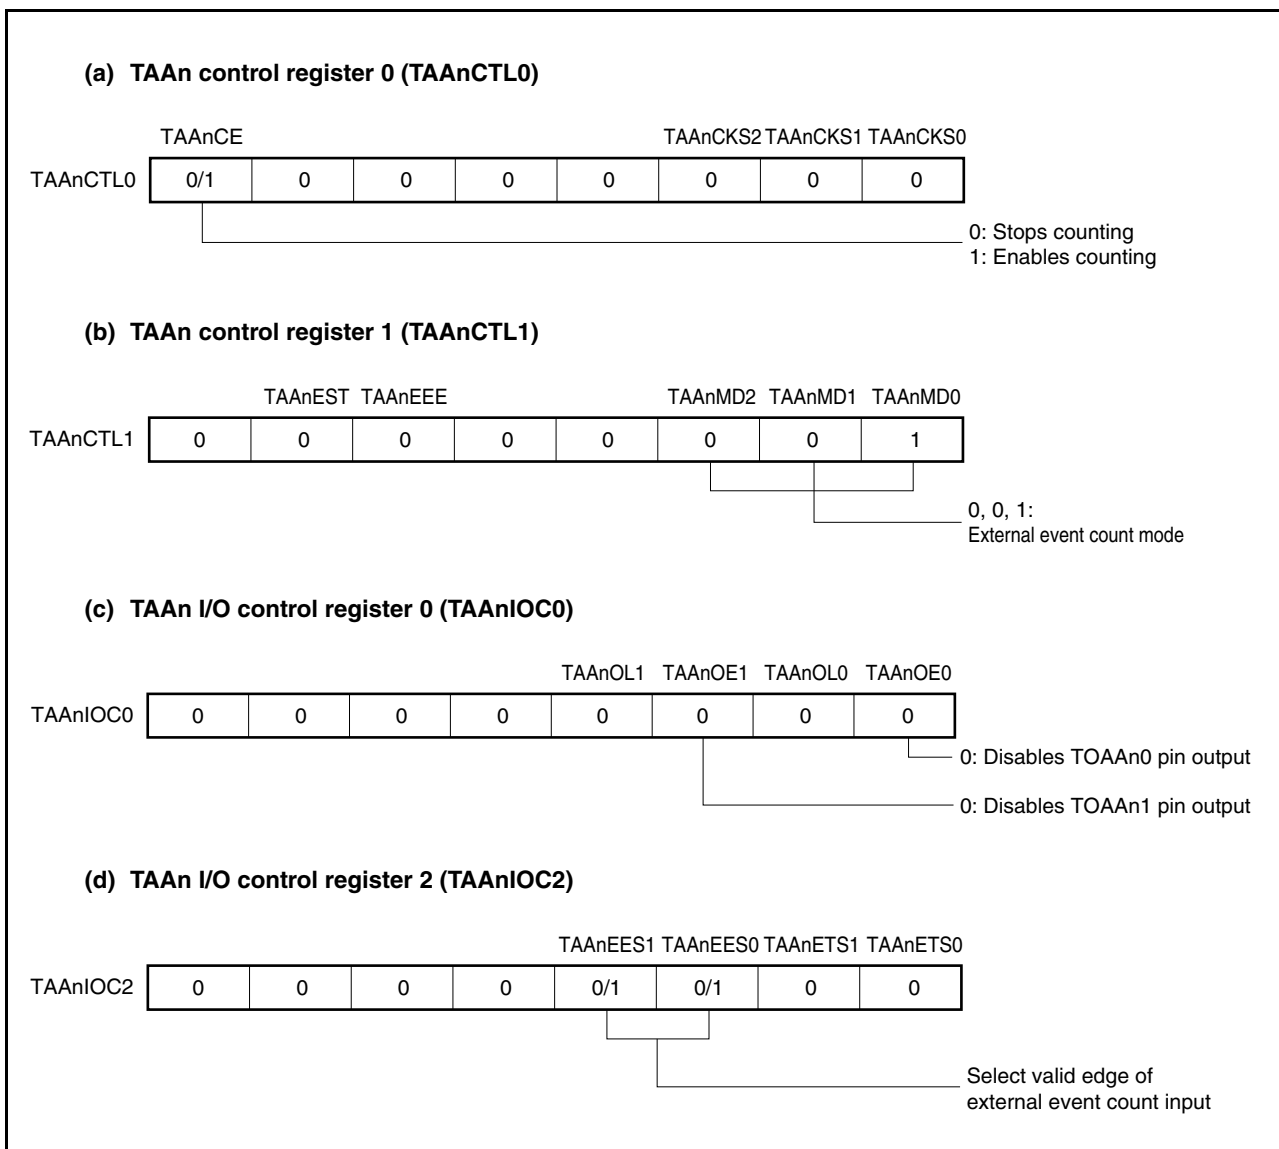 (a) TAAn control register 0 (TAAnCTL0)
TAAnCE TAAnCKS2 TAAnCKS1 TAAnCKS0
TAAnCTL0 0/1 0 0 0 0 0 0 0
0: Stops counting
1: Enables counting
(b) TAAn control register 1 (TAAnCTL1)
TAAnEST TAAnEEE TAAnMD2 TAAnMD1 TAAnMD0
TAAnCTL1 0 0 0 0 0 0 0 1
0, 0, 1:
External event count mode
(c) TAAn I/O control register 0 (TAAnIOC0)
TAAnOL1 TAAnOE1 TAAnOL0 TAAnOE0
TAAnIOC0 0 0 0 0 0 0 0 0
0: Disables TOAAn0 pin output
0: Disables TOAAn1 pin output
(d) TAAn I/O control register 2 (TAAnIOC2)
TAAnEES1 TAAnEES0 TAAnETS1 TAAnETS0
TAAnIOC2 0 0 0 0 0/1 0/1 0 0
Select valid edge of
external event count input